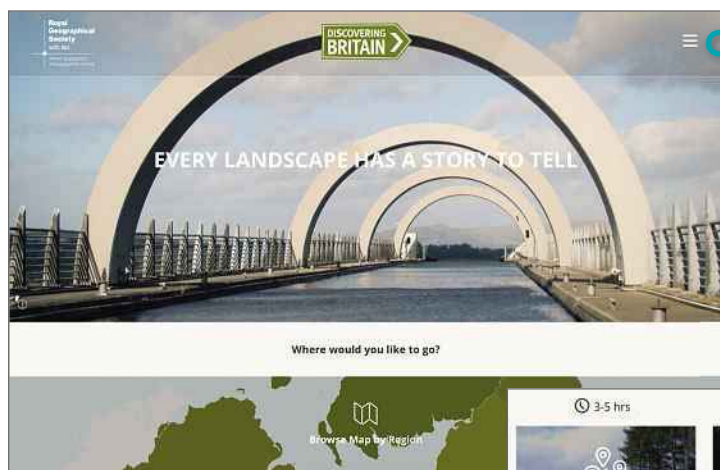 Royal
Geographical
Society
with IBG
DISCOVERING
BRITAIN
EVERY LANDSCAPE HAS A STORY TO TELL
Where would you like to go?
Browse Map by Region
3-5 hrs